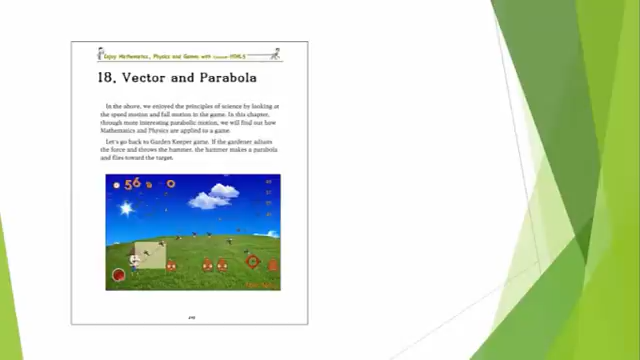 Enjoy Mathematics, Physics and Games with HTML5
18. Vector and Parabola
In the above, we enjoyed the principles of science by looking at
the speed motion and fall motion in the game. In this chapter,
through more interesting parabolic motion, we will find out how
Mathematics and Physics are applied to a game.
Let's go back to Garden Keeper game. If the gardener adjusts
the force and throws the hammer, the hammer makes a parabola
and flies toward the target.
56